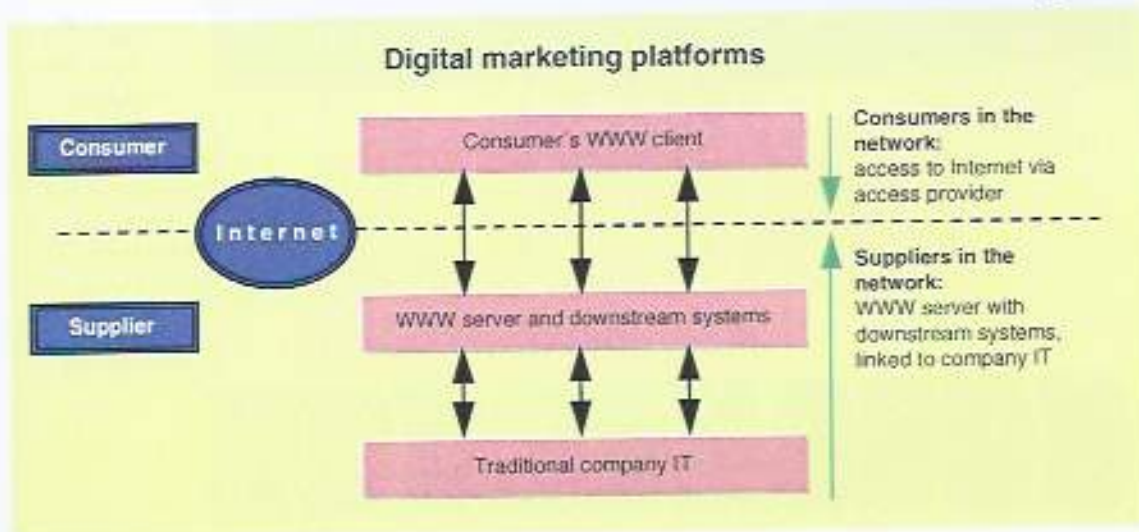 Digital marketing platforms
Consumer
Consumer's WWW client
Consumers in the
network:
access to Internet via
access provider
Internet
Suppliers in the
network:
WWW server with
downstream systems,
linked to company IT
Supplier
WWW server and downstream systems
Traditional company IT